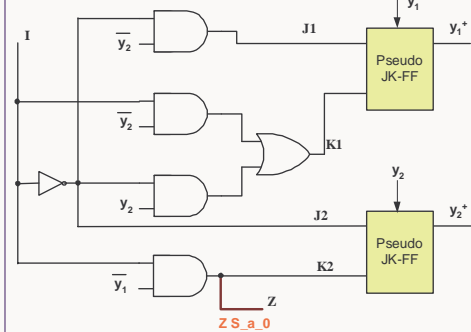 y1
I
J1
y1+
y2
Pseudo
JK-FF
y2
K1
y2
y2
J2
y2+
Pseudo
JK-FF
K2
y1
Z
Z S_a_0